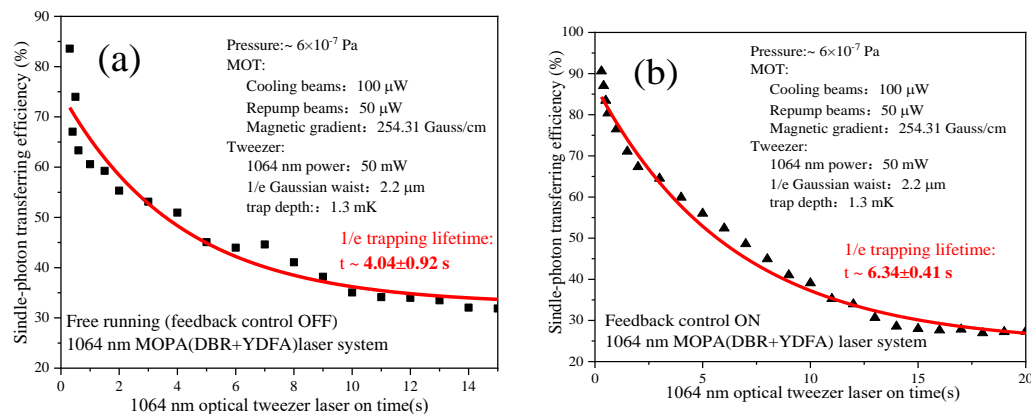 (a)
Pressure:~ 6×10-7 Pa
MOT:
Cooling beams: 100 μW
Repump beams: 50 μW
Magnetic gradient: 254.31 Gauss/cm
Tweezer:
1064 nm power: 50 mW
1/e Gaussian waist: 2.2 μm
trap depth:: 1.3 mK
1/e trapping lifetime:
t ~ 4.04±0.92 s
Free running (feedback control OFF)
1064 nm MOPA(DBR+YDFA)laser system
Sindle-photon transferring efficiency (%)
90
80
70
60
50
40
30
20
0 2 4 6 8 10 12 14
1064 nm optical tweezer laser on time(s)
(b)
Pressure:~ 6×10-7 Pa
MOT:
Cooling beams: 100 μW
Repump beams: 50 μW
Magnetic gradient: 254.31 Gauss/cm
Tweezer:
1064 nm power: 50 mW
1/e Gaussian waist: 2.2 μm
trap depth: 1.3 mK
1/e trapping lifetime:
t ~ 6.34±0.41 s
Feedback control ON
1064 nm MOPA(DBR+YDFA) laser system
Sindle-photon transferring efficiency (%)
100
90
80
70
60
50
40
30
20
0 5 10 15 20
1064 nm optical tweezer laser on time(s)